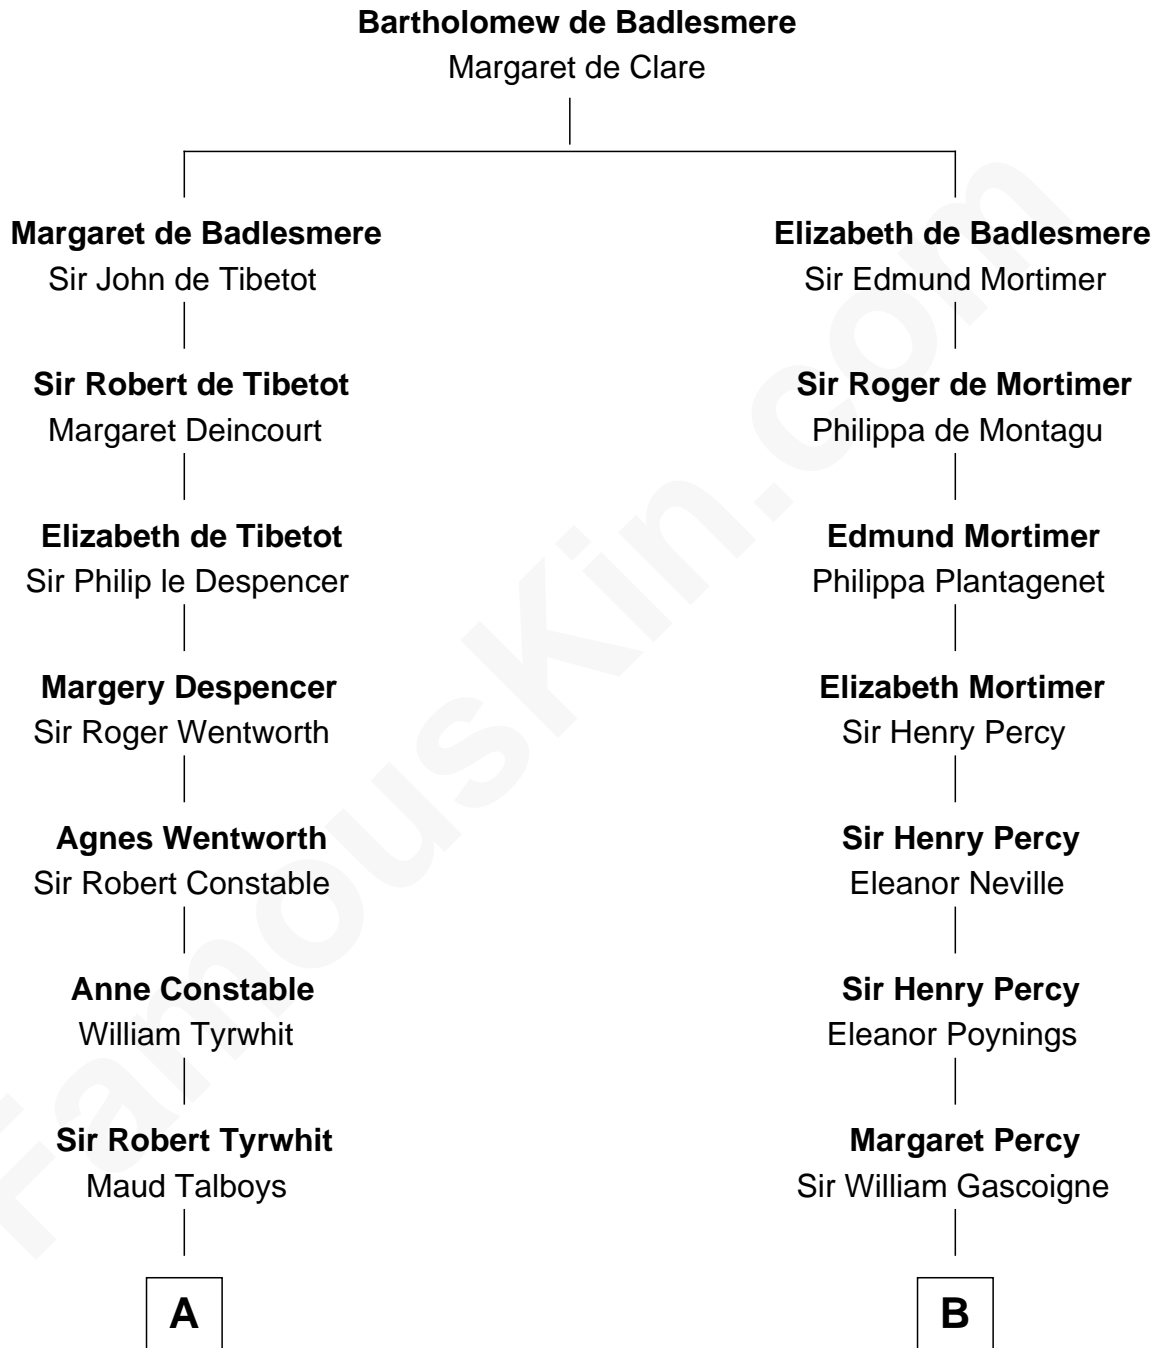 Bartholomew de Badlesmere
Margaret de Clare
Margaret de Badlesmere
Sir John de Tibetot
Elizabeth de Badlesmere
Sir Edmund Mortimer
Sir Robert de Tibetot
Margaret Deincourt
Sir Roger de Mortimer
Philippa de Montagu
Elizabeth de Tibetot
Sir Philip le Despencer
Edmund Mortimer
Philippa Plantagenet
Margery Despencer
Sir Roger Wentworth
Elizabeth Mortimer
Sir Henry Percy
Agnes Wentworth
Sir Robert Constable
Sir Henry Percy
Eleanor Neville
Anne Constable
William Tyrwhit
Sir Henry Percy
Eleanor Poynings
Sir Robert Tyrwhit
Maud Talboys
Margaret Percy
Sir William Gascoigne
A
B
FamousKin.com